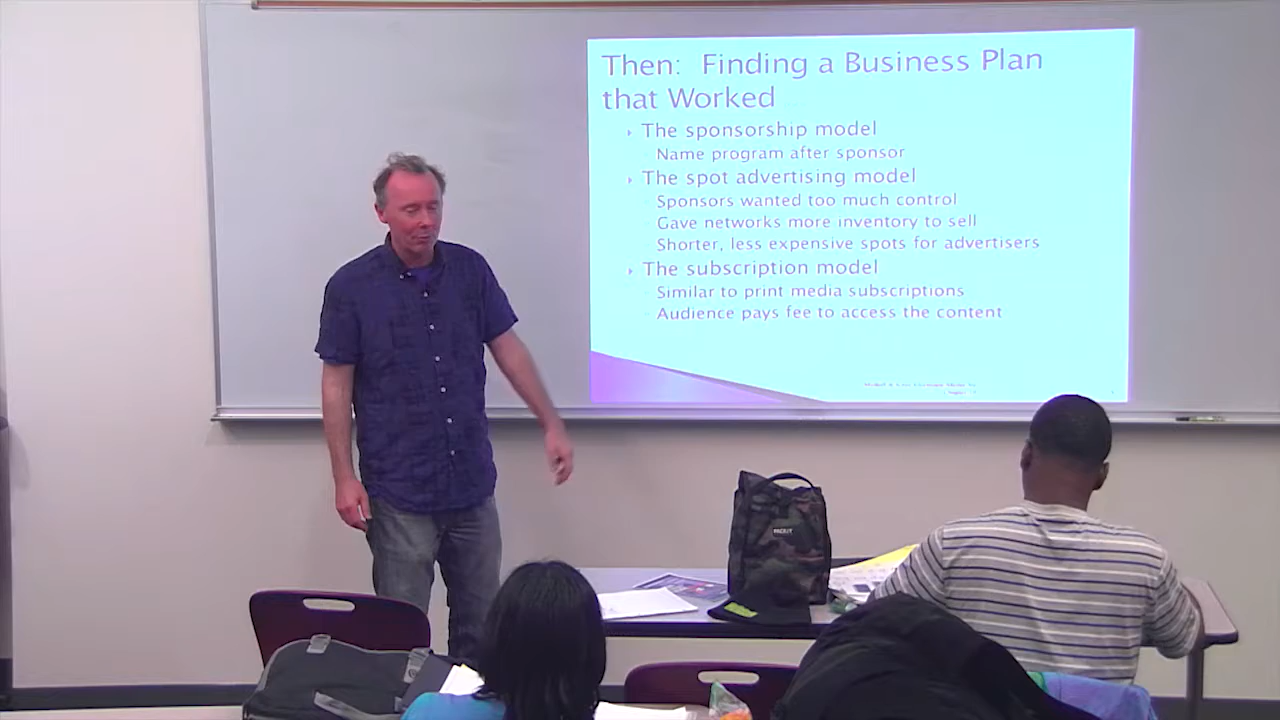 Then: Finding a Business Plan
that Worked
The sponsorship model
Name program after sponsor
The spot advertising model
Sponsors wanted too much control
Gave networks more inventory to sell
Shorter, less expensive spots for advertisers
The subscription model
Similar to print media subscriptions
Audience pays fee to access the content
PACKIT